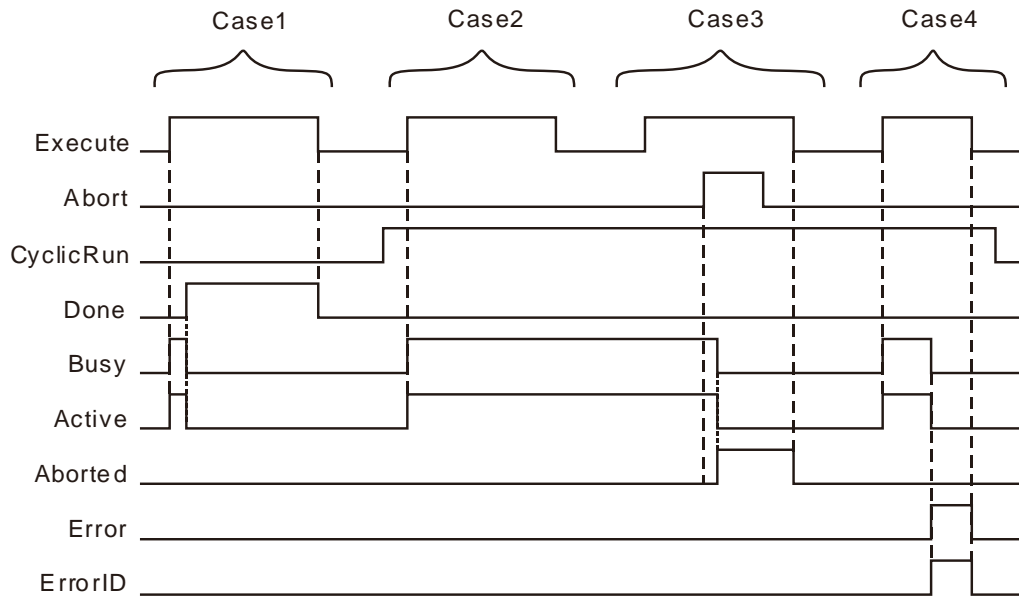 Case1 Case2 Case3 Case4
Execute
Abort
CyclicRun
Done
Busy
Active
Aborted
Error
ErrorID